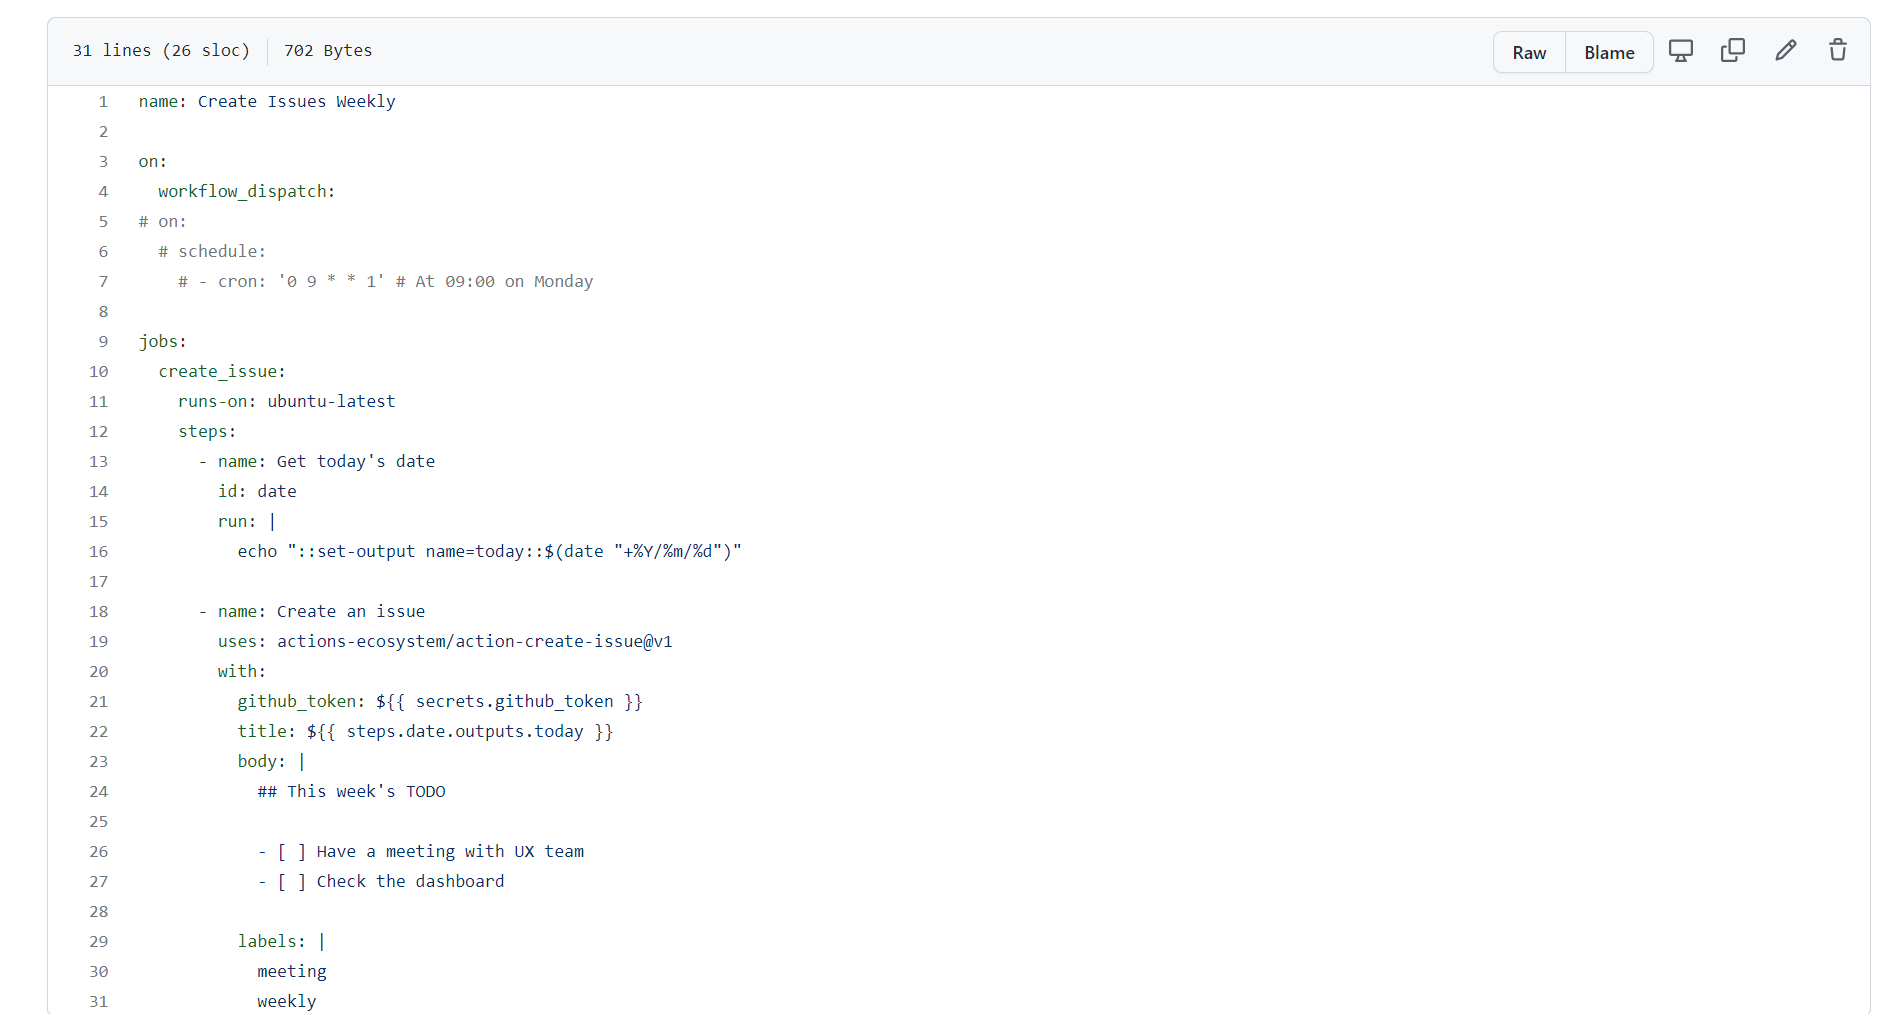 31 lines (26 sloc) 702 Bytes Raw Blame
1 name: Create Issues Weekly
2
3 on:
4   workflow_dispatch:
5 # on:
6   # schedule:
7     # - cron: '0 9 * * 1' # At 09:00 on Monday
8
9 jobs:
10   create_issue:
11     runs-on: ubuntu-latest
12     steps:
13       - name: Get today's date
14         id: date
15         run: |
16           echo "::set-output name=today::$(date "+%Y/%m/%d")"
17
18       - name: Create an issue
19         uses: actions-ecosystem/action-create-issue@v1
20         with:
21           github_token: ${{ secrets.github_token }}
22           title: ${{ steps.date.outputs.today }}
23           body: |
24             ## This week's TODO
25
26             - [ ] Have a meeting with UX team
27             - [ ] Check the dashboard
28
29           labels: |
30             meeting
31             weekly